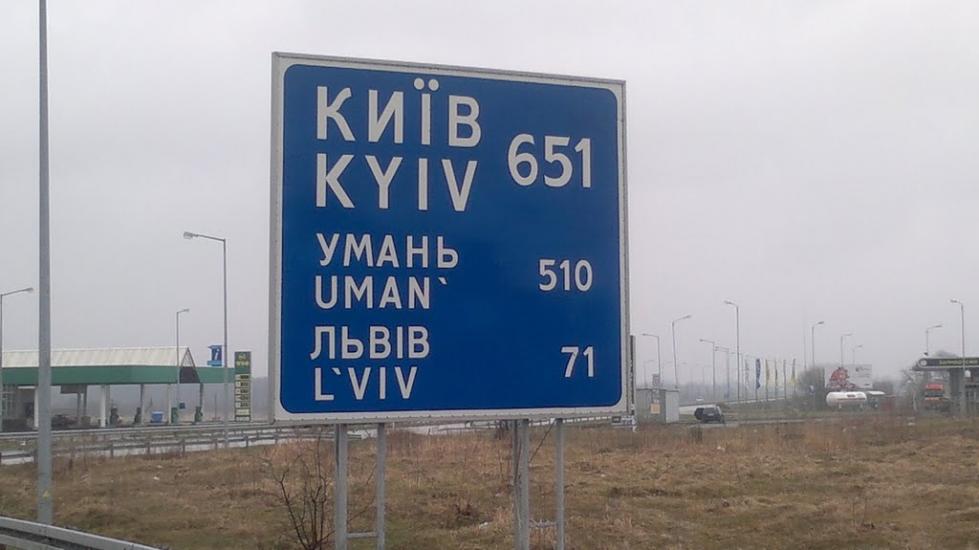 КИЇВ
KYIV 651
УМАНЬ
UMAN` 510
ЛЬВІВ
L`VIV 71